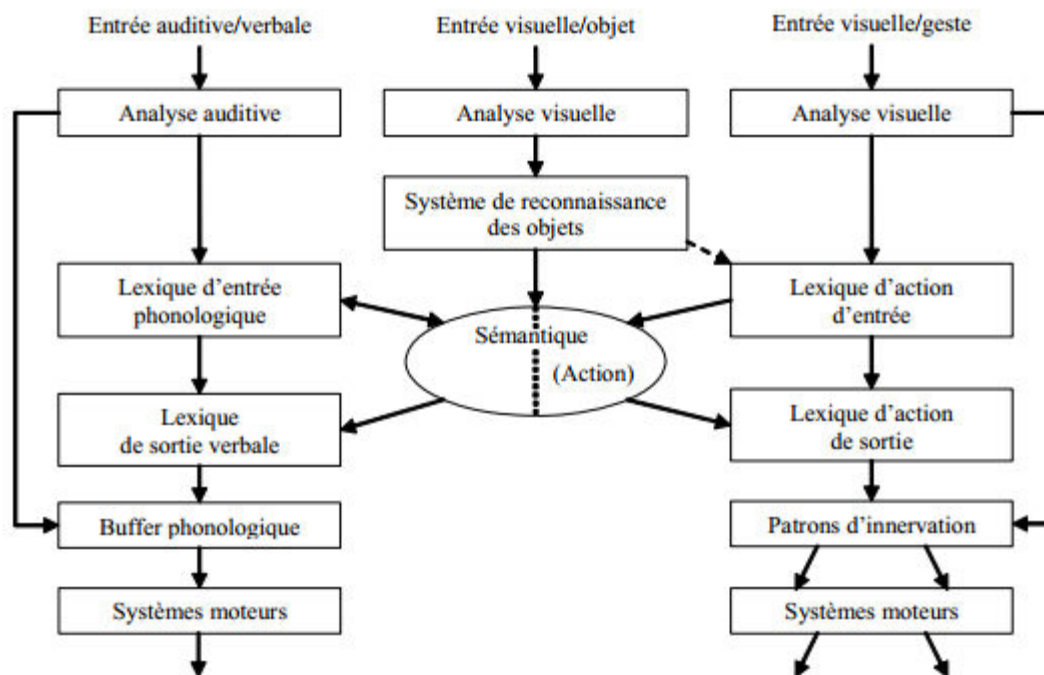 Entrée auditive/verbale
Entrée visuelle/objet
Entrée visuelle/geste
Analyse auditive
Analyse visuelle
Analyse visuelle
Système de reconnaissance
des objets
Lexique d'entrée
phonologique
Lexique d'action
d'entrée
Sémantique
(Action)
Lexique
de sortie verbale
Lexique d'action
de sortie
Buffer phonologique
Patrons d'innervation
Systèmes moteurs
Systèmes moteurs